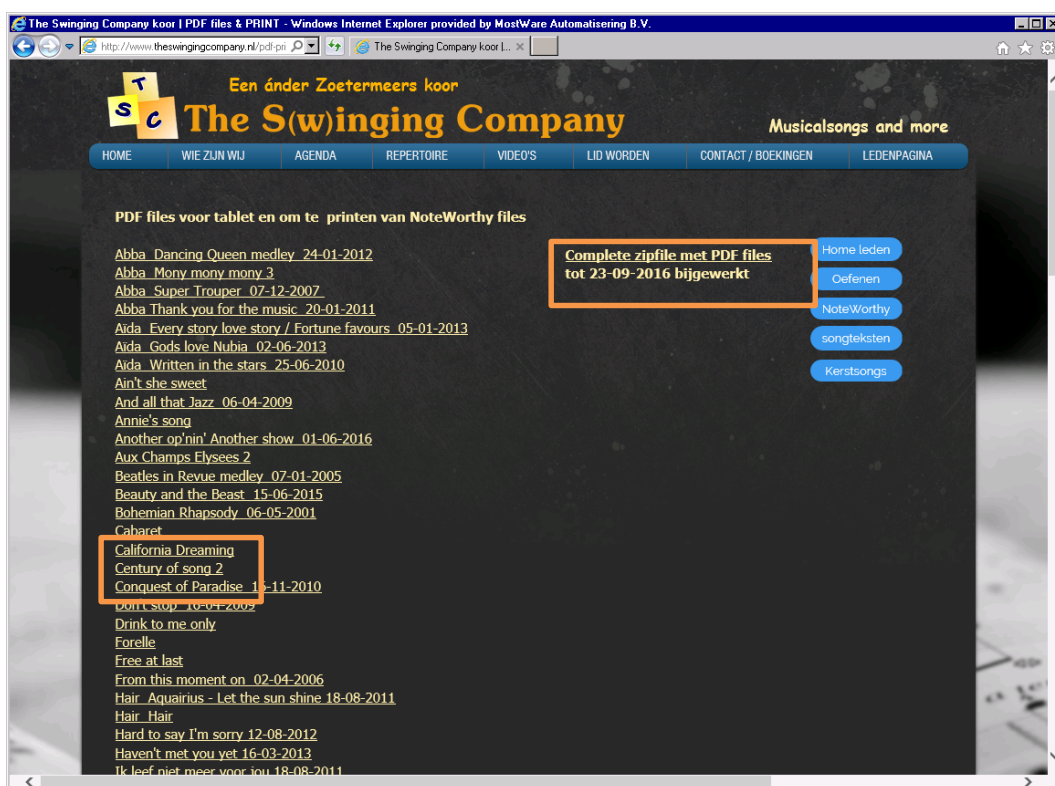 The Swinging Company koor | PDF files & PRINT - Windows Internet Explorer provided by MostWare Automatisering B.V.
http://www.theswingingcompany.nl/pdf-pri
The Swinging Company koor |...
T
S
C
Een ánder Zoetermeers koor
The S(w)inging Company
Musicalsongs and more
HOME WIE ZIJN WIJ AGENDA REPERTOIRE VIDEO'S LID WORDEN CONTACT / BOEKINGEN LEDENPAGINA
PDF files voor tablet en om te printen van NoteWorthy files
Abba Dancing Queen medley 24-01-2012
Abba Mony mony mony 3
Abba Super Trouper 07-12-2007
Abba Thank you for the music 20-01-2011
Aïda Every story love story / Fortune favours 05-01-2013
Aïda Gods love Nubia 02-06-2013
Aïda Written in the stars 25-06-2010
Ain't she sweet
And all that Jazz 06-04-2009
Annie's song
Another op'nin' Another show 01-06-2016
Aux Champs Elysees 2
Beatles in Revue medley 07-01-2005
Beauty and the Beast 15-06-2015
Bohemian Rhapsody 06-05-2001
Cabaret
California Dreaming
Century of song 2
Conquest of Paradise 15-11-2010
Don't stop 16-04-2009
Drink to me only
Forelle
Free at last
From this moment on 02-04-2006
Hair Aquairius - Let the sun shine 18-08-2011
Hair Hair
Hard to say I'm sorry 12-08-2012
Haven't met you yet 16-03-2013
Ik leef niet meer voor jou 18-08-2011
Complete zipfile met PDF files
tot 23-09-2016 bijgewerkt
Home leden
Oefenen
NoteWorthy
songteksten
Kerstsongs